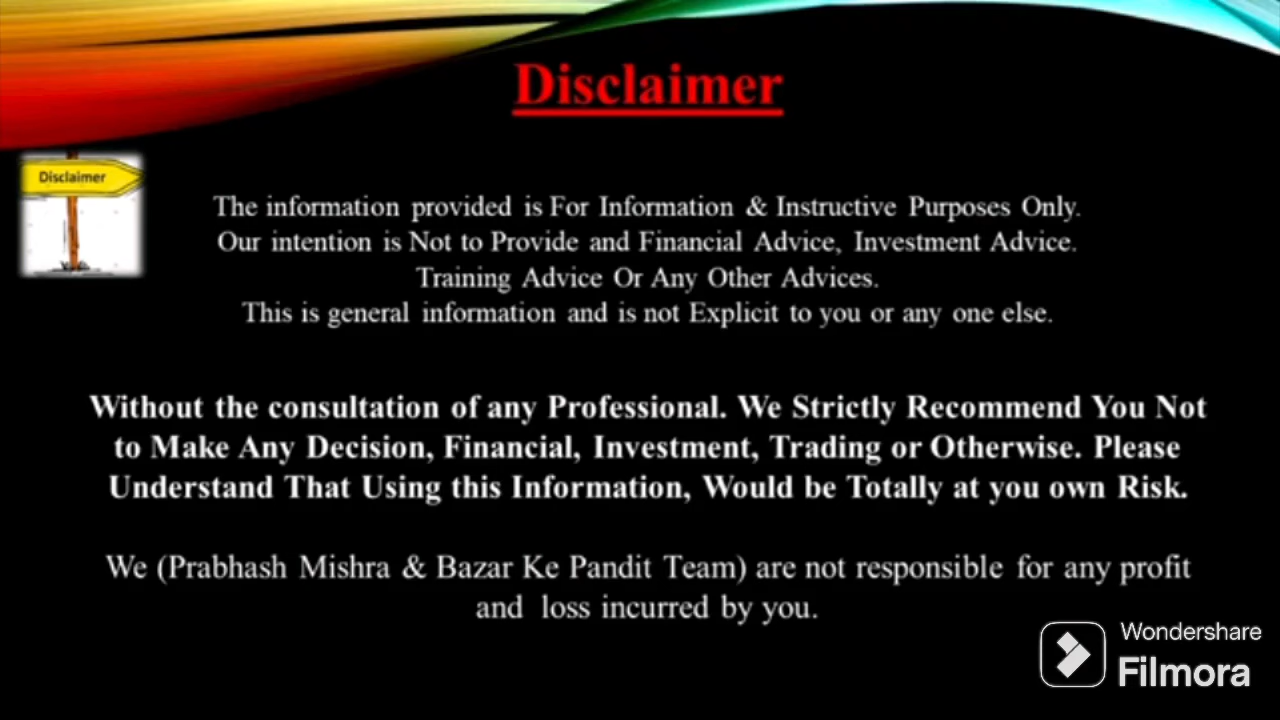 Disclaimer
Disclaimer
The information provided is For Information & Instructive Purposes Only.
Our intention is Not to Provide and Financial Advice, Investment Advice.
Training Advice Or Any Other Advices.
This is general information and is not Explicit to you or any one else.
Without the consultation of any Professional. We Strictly Recommend You Not
to Make Any Decision, Financial, Investment, Trading or Otherwise. Please
Understand That Using this Information, Would be Totally at you own Risk.
We (Prabhash Mishra & Bazar Ke Pandit Team) are not responsible for any profit
and loss incurred by you.
Wondershare
Filmora